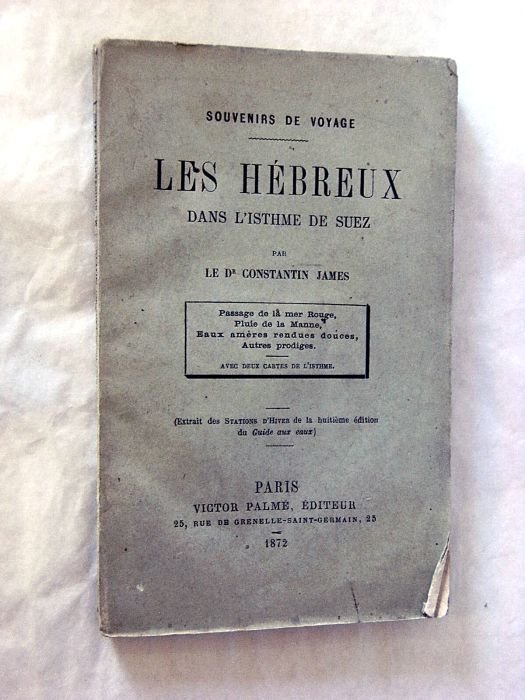 SOUVENIRS DE VOYAGE
LES HÉBREUX
DANS L'ISTHME DE SUEZ
PAR
LE DR CONSTANTIN JAMES
Passage de la mer Rouge,
Pluie de la Manne,
Eaux amères rendues douces,
Autres prodiges.
AVEC DEUX CARTES DE L'ISTHME.
(Extrait des STATIONS D'HIVER de la huitième édition
du Guide aux eaux)
PARIS
VICTOR PALMÉ, ÉDITEUR
25, RUE DE GRENELLE-SAINT-GERMAIN, 25
1872